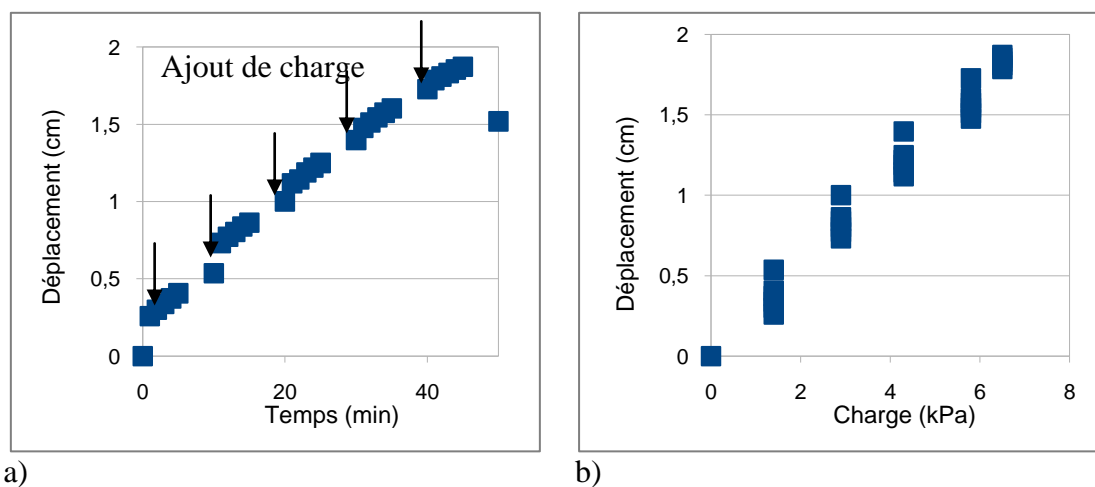 Déplacement (cm)
2
1,5
1
0,5
0
Ajout de charge
0
20
40
Temps (min)
a)
Déplacement (cm)
2
1,5
1
0,5
0
0
2
4
6
8
Charge (kPa)
b)